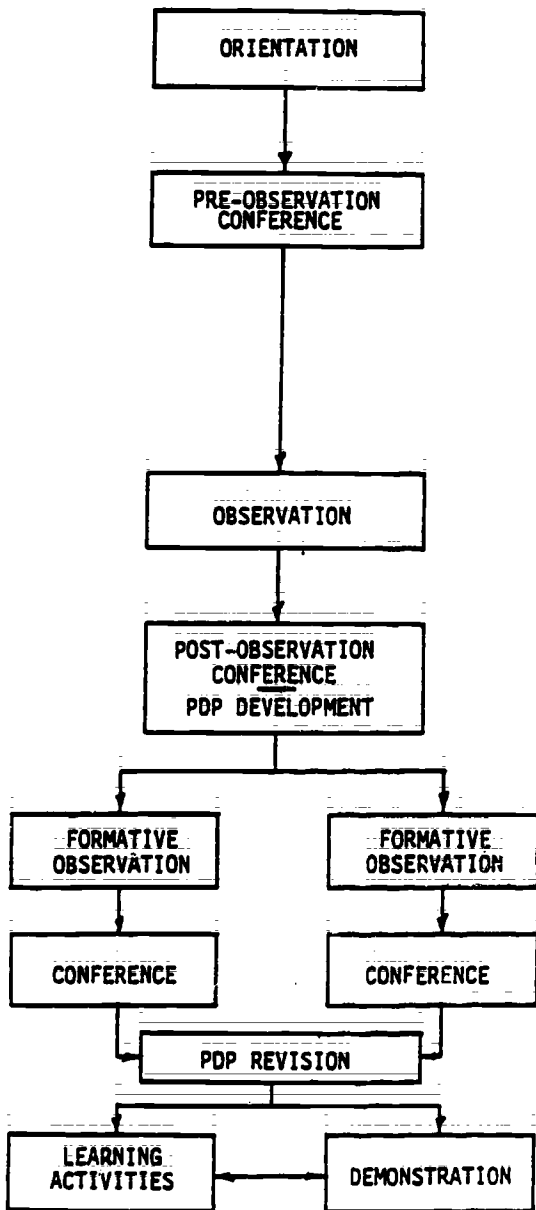 ORIENTATION
PRE-OBSERVATION
CONFERENCE
OBSERVATION
POST-OBSERVATION
CONFERENCE
PDP DEVELOPMENT
FORMATIVE
OBSERVATION
FORMATIVE
OBSERVATION
CONFERENCE
CONFERENCE
PDP REVISION
LEARNING
ACTIVITIES
DEMONSTRATION